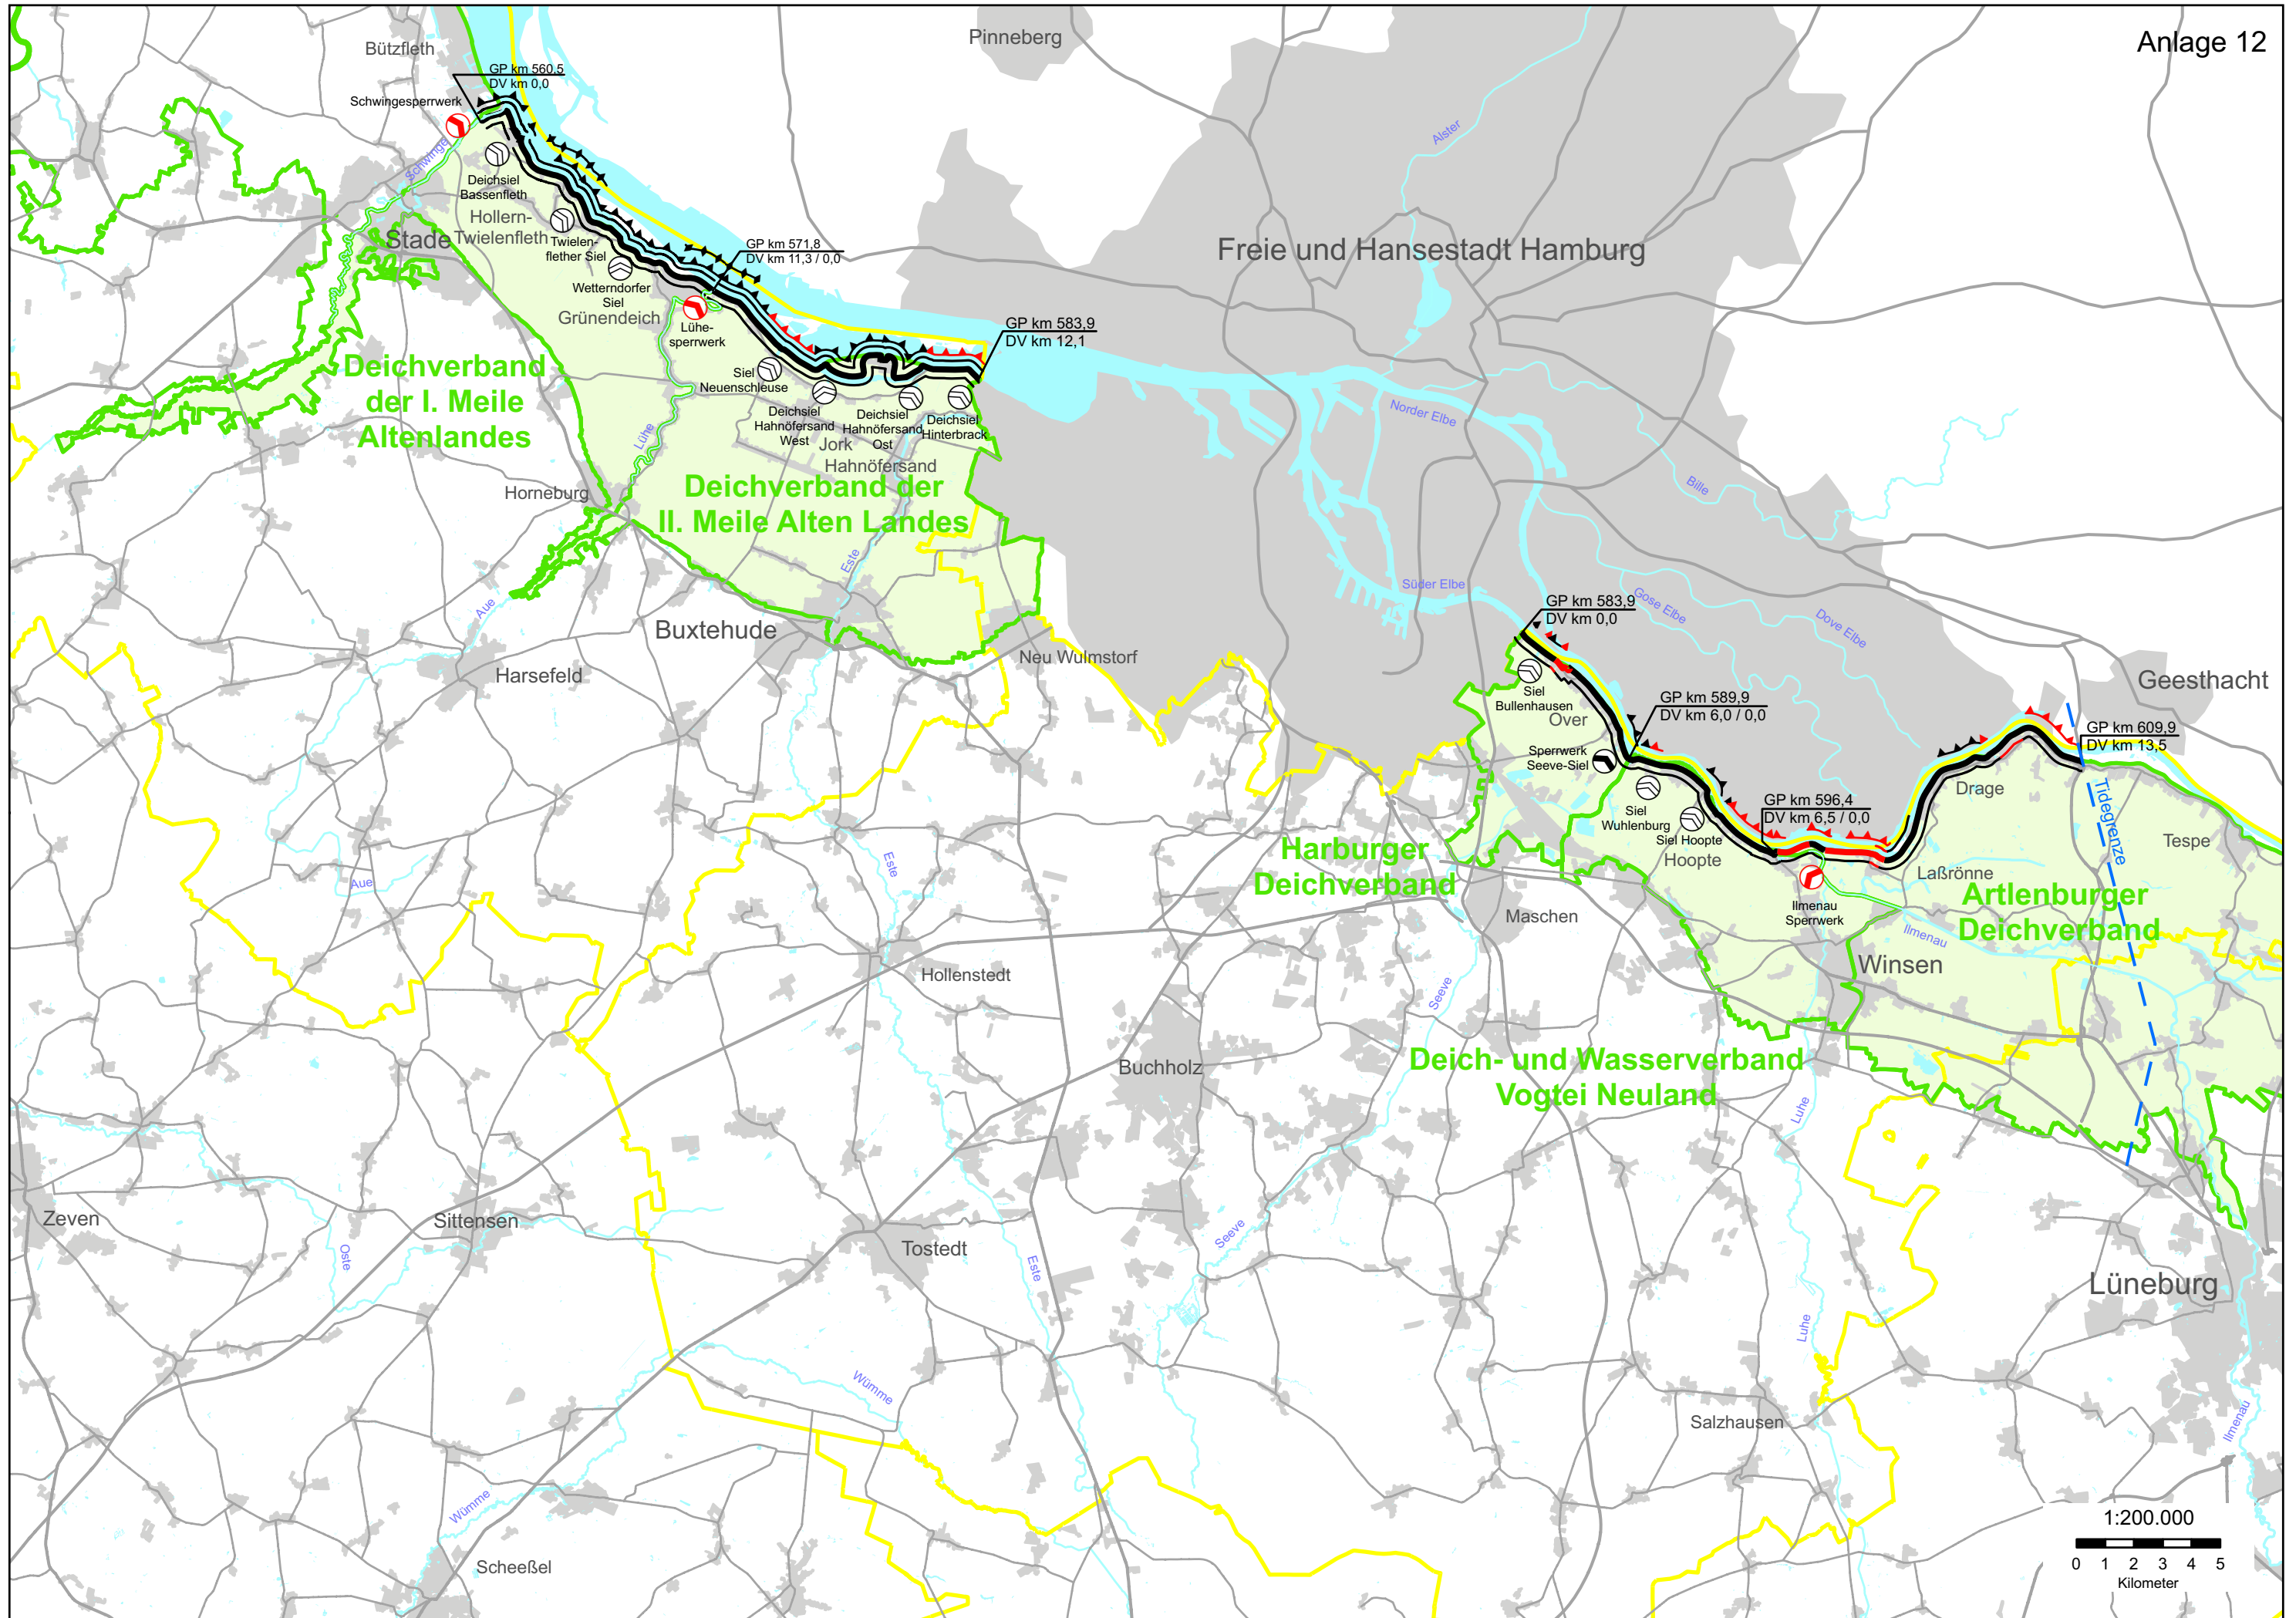 Anlage 12
Pinneberg
Bützfleth
GP km 560,5
DV km 0,0
Schwingesperrwerk
Schwinge
Alster
Deichsiel
Bassenfleth
Hollern-
Twielenfleth
Stade
Twielen-
flether Siel
GP km 571,8
DV km 11,3 / 0,0
Freie und Hansestadt Hamburg
Wetterndorfer
Siel
Grünendeich
Lühe-
sperrwerk
GP km 583,9
DV km 12,1
Deichverband
der I. Meile
Altenlandes
Siel
Neuenschleuse
Deichsiel
Hahnöfersand
West
Deichsiel
Hahnöfersand
Ost
Deichsiel
Hinterbrack
Jork
Hahnöfersand
Lühe
Norder Elbe
Bille
Horneburg
Deichverband der
II. Meile Alten Landes
Este
Aue
Süder Elbe
Gose Elbe
Dove Elbe
GP km 583,9
DV km 0,0
Buxtehude
Neu Wulmstorf
Harsefeld
Geesthacht
Siel
Bullenhausen
Over
GP km 589,9
DV km 6,0 / 0,0
GP km 609,9
DV km 13,5
Sperrwerk
Seeve-Siel
Siel
Wuhlenburg
Siel Hoopte
Hoopte
GP km 596,4
DV km 6,5 / 0,0
Drage
Tidegrenze
Tespe
Harburger
Deichverband
Laßrönne
Artlenburger
Deichverband
Ilmenau
Sperrwerk
Ilmenau
Aue
Este
Maschen
Winsen
Hollenstedt
Seeve
Buchholz
Deich- und Wasserverband
Vogtei Neuland
Luhe
Zeven
Sittensen
Oste
Tostedt
Este
Seeve
Lüneburg
Luhe
Wümme
Salzhausen
Ilmenau
Wümme
Scheeßel
1:200.000
0 1 2 3 4 5
Kilometer